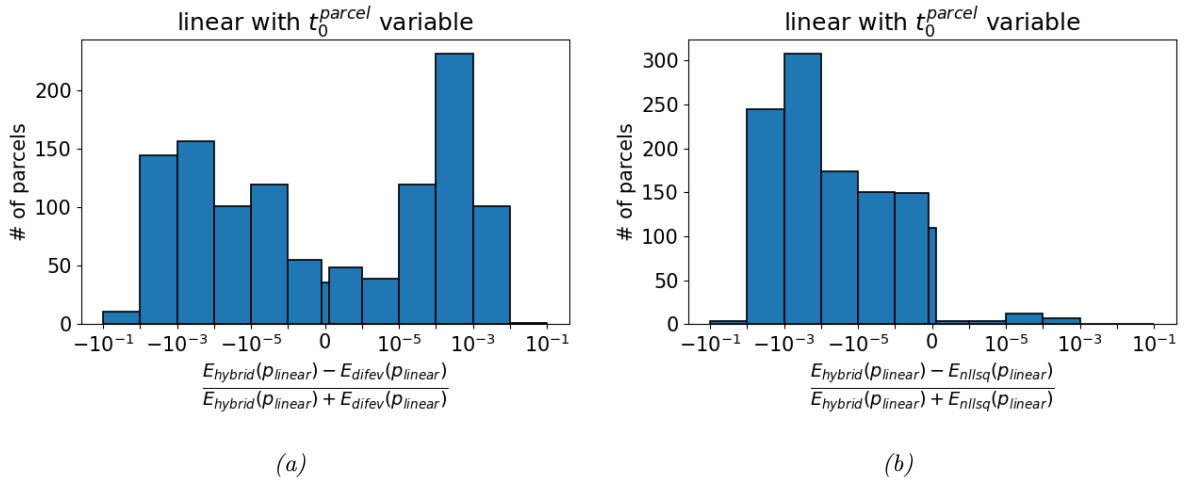 linear with $t_0^{parcel}$ variable
# of parcels
200
150
100
50
0
$-10^{-1}$ $-10^{-3}$ $-10^{-5}$ 0 $10^{-5}$ $10^{-3}$ $10^{-1}$
$\frac{E_{hybrid}(p_{linear}) - E_{difev}(p_{linear})}{E_{hybrid}(p_{linear}) + E_{difev}(p_{linear})}$
(a)
linear with $t_0^{parcel}$ variable
# of parcels
300
250
200
150
100
50
0
$-10^{-1}$ $-10^{-3}$ $-10^{-5}$ 0 $10^{-5}$ $10^{-3}$ $10^{-1}$
$\frac{E_{hybrid}(p_{linear}) - E_{nllsq}(p_{linear})}{E_{hybrid}(p_{linear}) + E_{nllsq}(p_{linear})}$
(b)